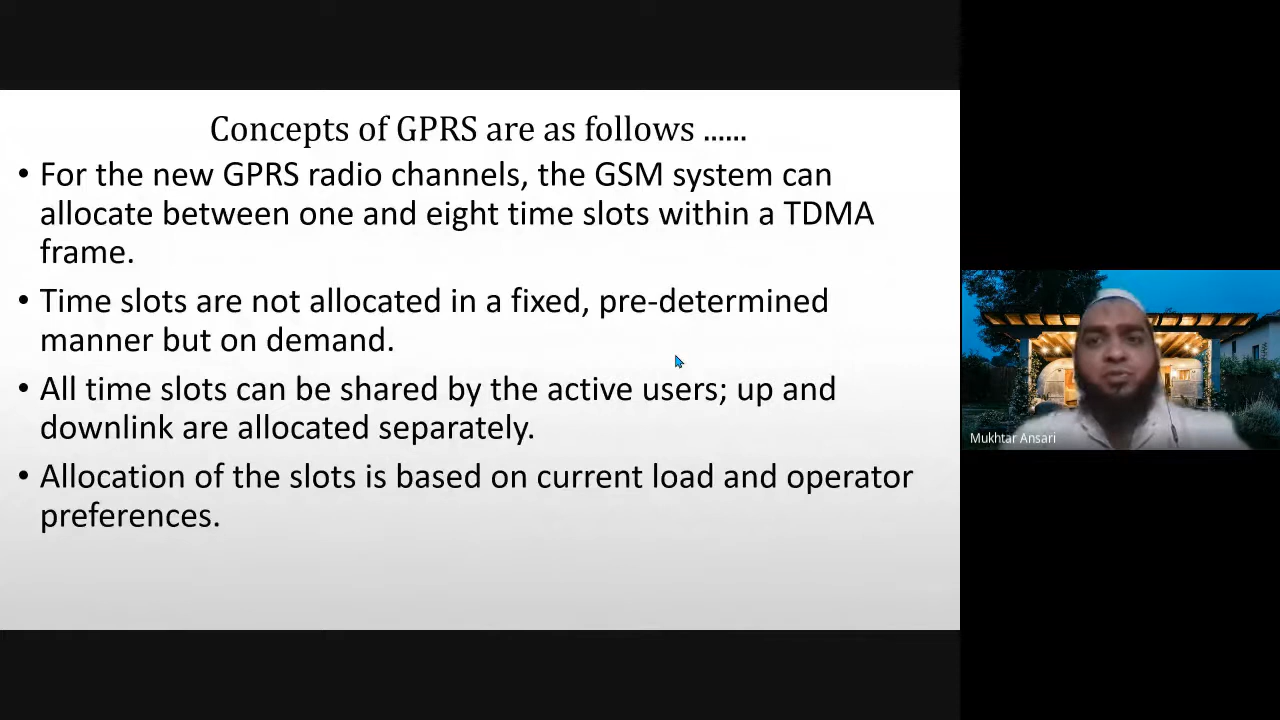 Concepts of GPRS are as follows ......
• For the new GPRS radio channels, the GSM system can
allocate between one and eight time slots within a TDMA
frame.
• Time slots are not allocated in a fixed, pre-determined
manner but on demand.
• All time slots can be shared by the active users; up and
downlink are allocated separately.
• Allocation of the slots is based on current load and operator
preferences.
Mukhtar Ansari